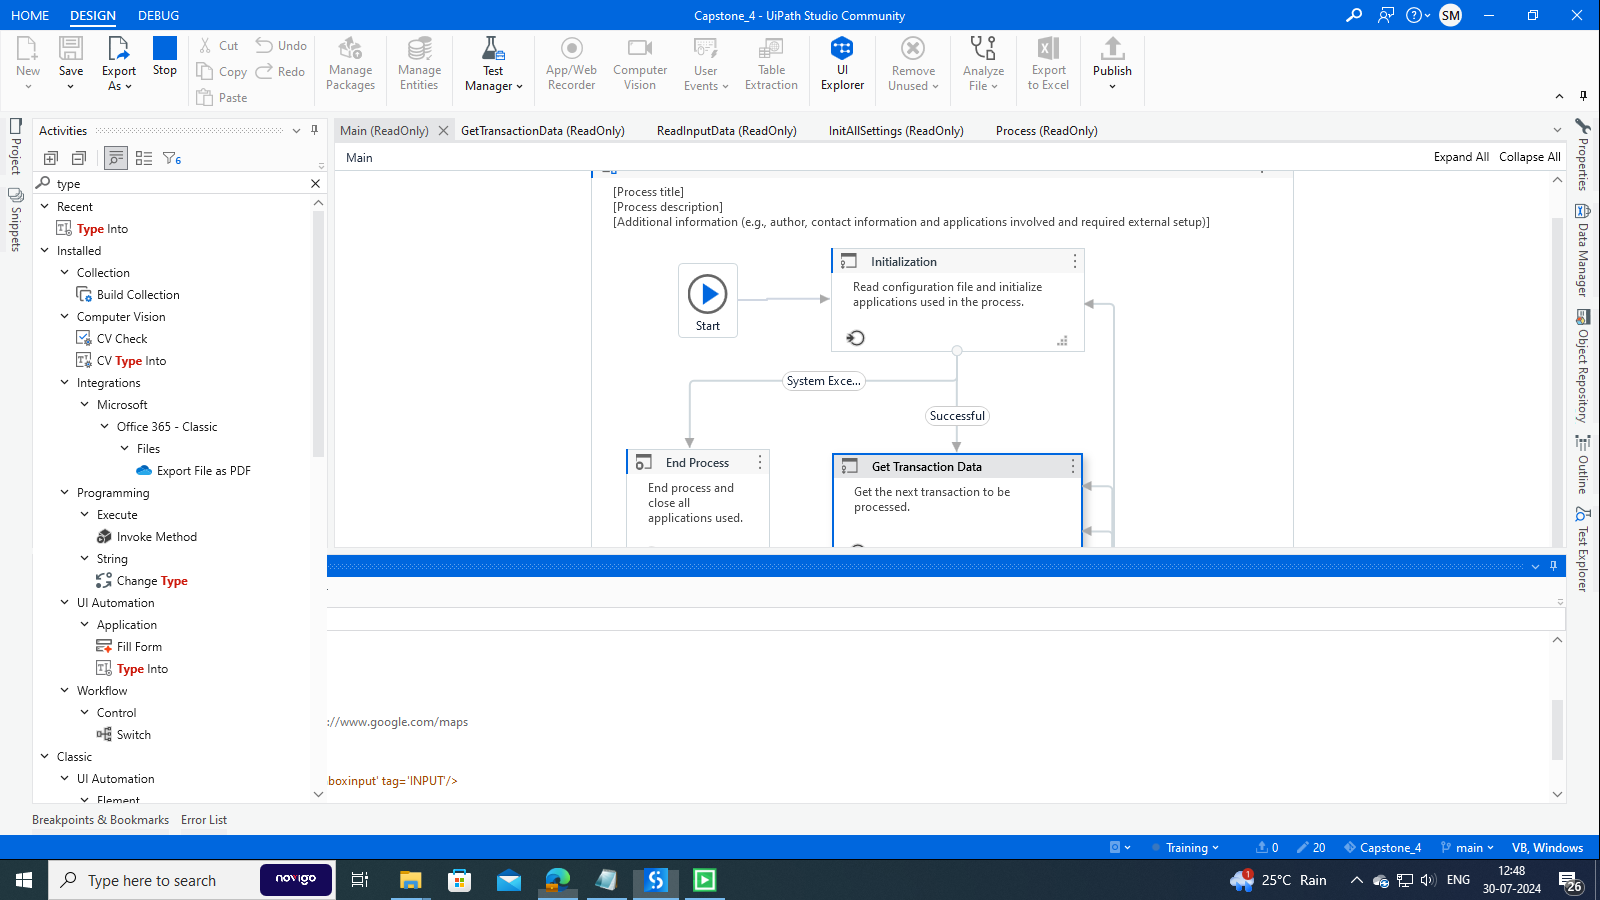 HOME DESIGN DEBUG
Capstone_4 - UiPath Studio Community
SM
New
Save
Export As
Stop
Cut
Copy
Paste
Undo
Redo
Manage Packages
Manage Entities
Test Manager
App/Web Recorder
Computer Vision
User Events
Table Extraction
UI Explorer
Remove Unused
Analyze File
Export to Excel
Publish
Project
Snippets
Activities
6
type
Recent
Type Into
Installed
Collection
Build Collection
Computer Vision
CV Check
CV Type Into
Integrations
Microsoft
Office 365 - Classic
Files
Export File as PDF
Programming
Execute
Invoke Method
String
Change Type
UI Automation
Application
Fill Form
Type Into
Workflow
Control
Switch
Classic
UI Automation
Element
Main (ReadOnly)
GetTransactionData (ReadOnly)
ReadInputData (ReadOnly)
InitAllSettings (ReadOnly)
Process (ReadOnly)
Main
Expand All Collapse All
[Process title]
[Process description]
[Additional information (e.g., author, contact information and applications involved and required external setup)]
Start
Initialization
Read configuration file and initialize
applications used in the process.
System Exce...
Successful
End Process
End process and
close all
applications used.
Get Transaction Data
Get the next transaction to be
processed.
://www.google.com/maps
boxinput' tag='INPUT'/>
Properties
Data Manager
Object Repository
Outline
Test Explorer
Breakpoints & Bookmarks Error List
Training
0
20
Capstone_4
main
VB, Windows
Type here to search
novigo
1
25°C Rain
ENG
12:48
30-07-2024
26